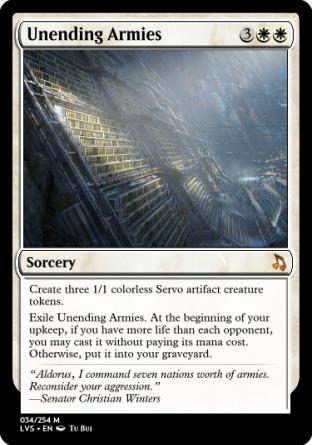 Unending Armies 3
Sorcery
Create three 1/1 colorless Servo artifact creature
tokens.
Exile Unending Armies. At the beginning of your
upkeep, if you have more life than each opponent,
you may cast it without paying its mana cost.
Otherwise, put it into your graveyard.
“Aldorus, I command seven nations worth of armies.
Reconsider your aggression.”
—Senator Christian Winters
034/254 M
LVS • EN Tu Bui